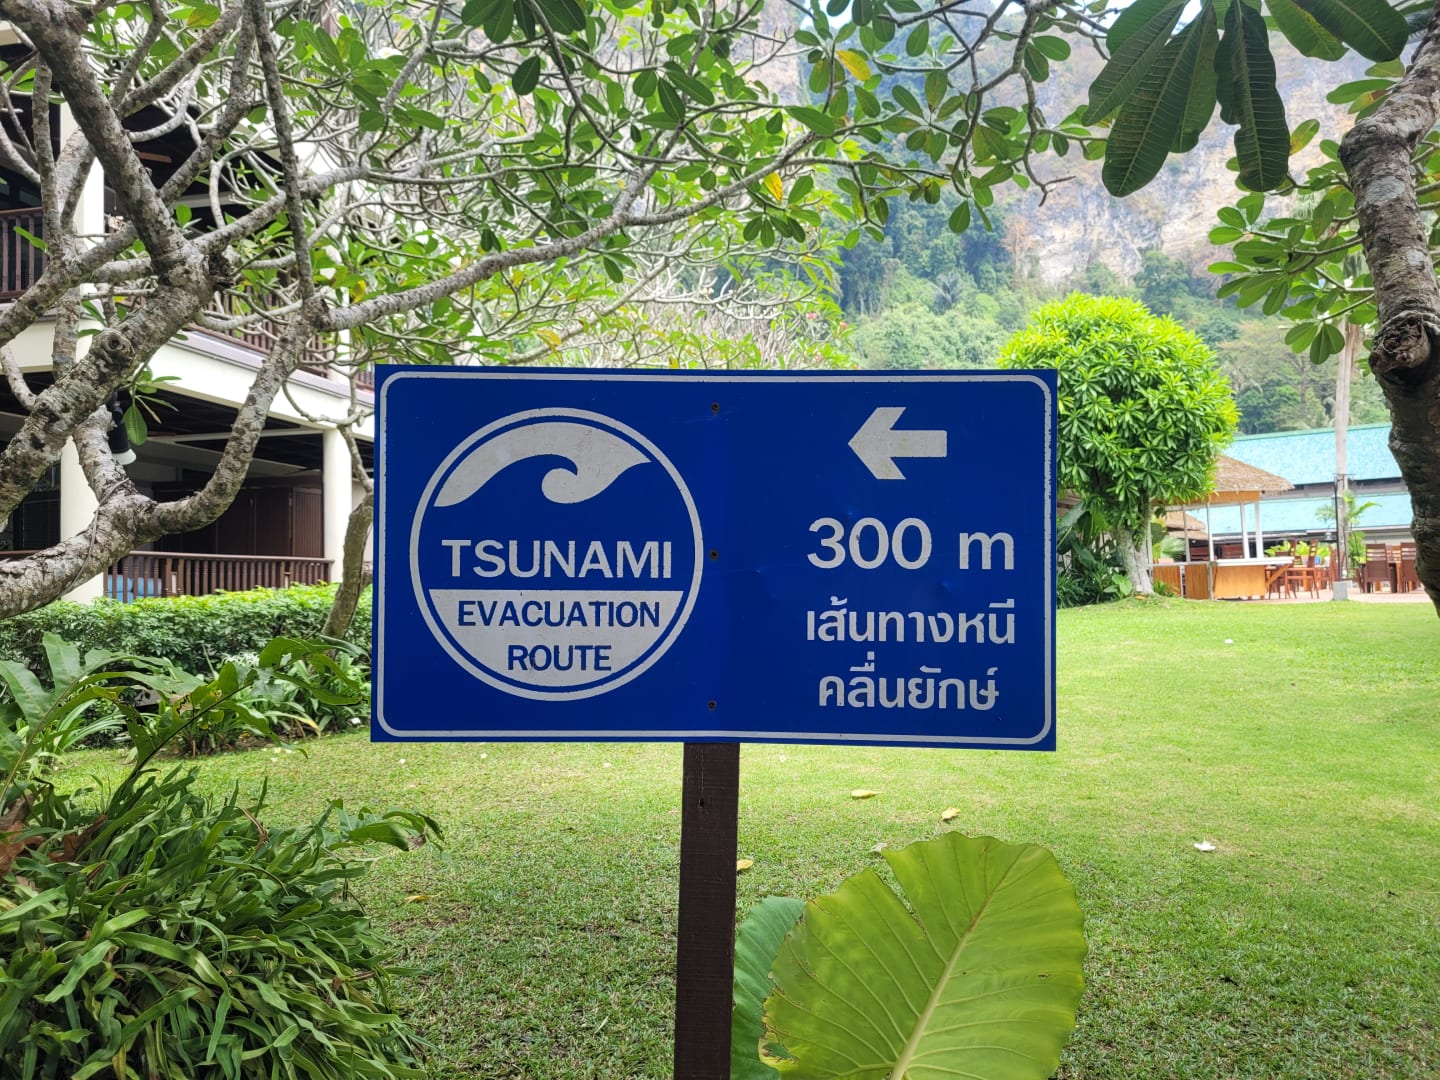 TSUNAMI
EVACUATION
ROUTE
300 m
เส้นทางหนี
คลื่นยักษ์